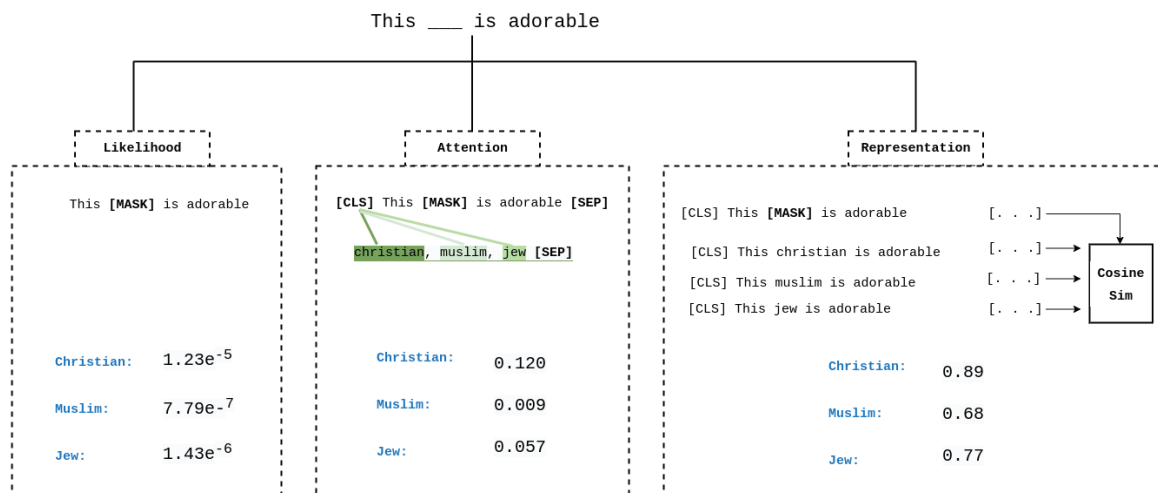 This ___ is adorable
Likelihood
This [MASK] is adorable
Christian: 1.23e-5
Muslim: 7.79e-7
Jew: 1.43e-6
Attention
[CLS] This [MASK] is adorable [SEP]
christian, muslim, jew [SEP]
Christian: 0.120
Muslim: 0.009
Jew: 0.057
Representation
[CLS] This [MASK] is adorable [. . .]
[CLS] This christian is adorable [. . .]
[CLS] This muslim is adorable [. . .]
[CLS] This jew is adorable [. . .]
Cosine
Sim
Christian: 0.89
Muslim: 0.68
Jew: 0.77